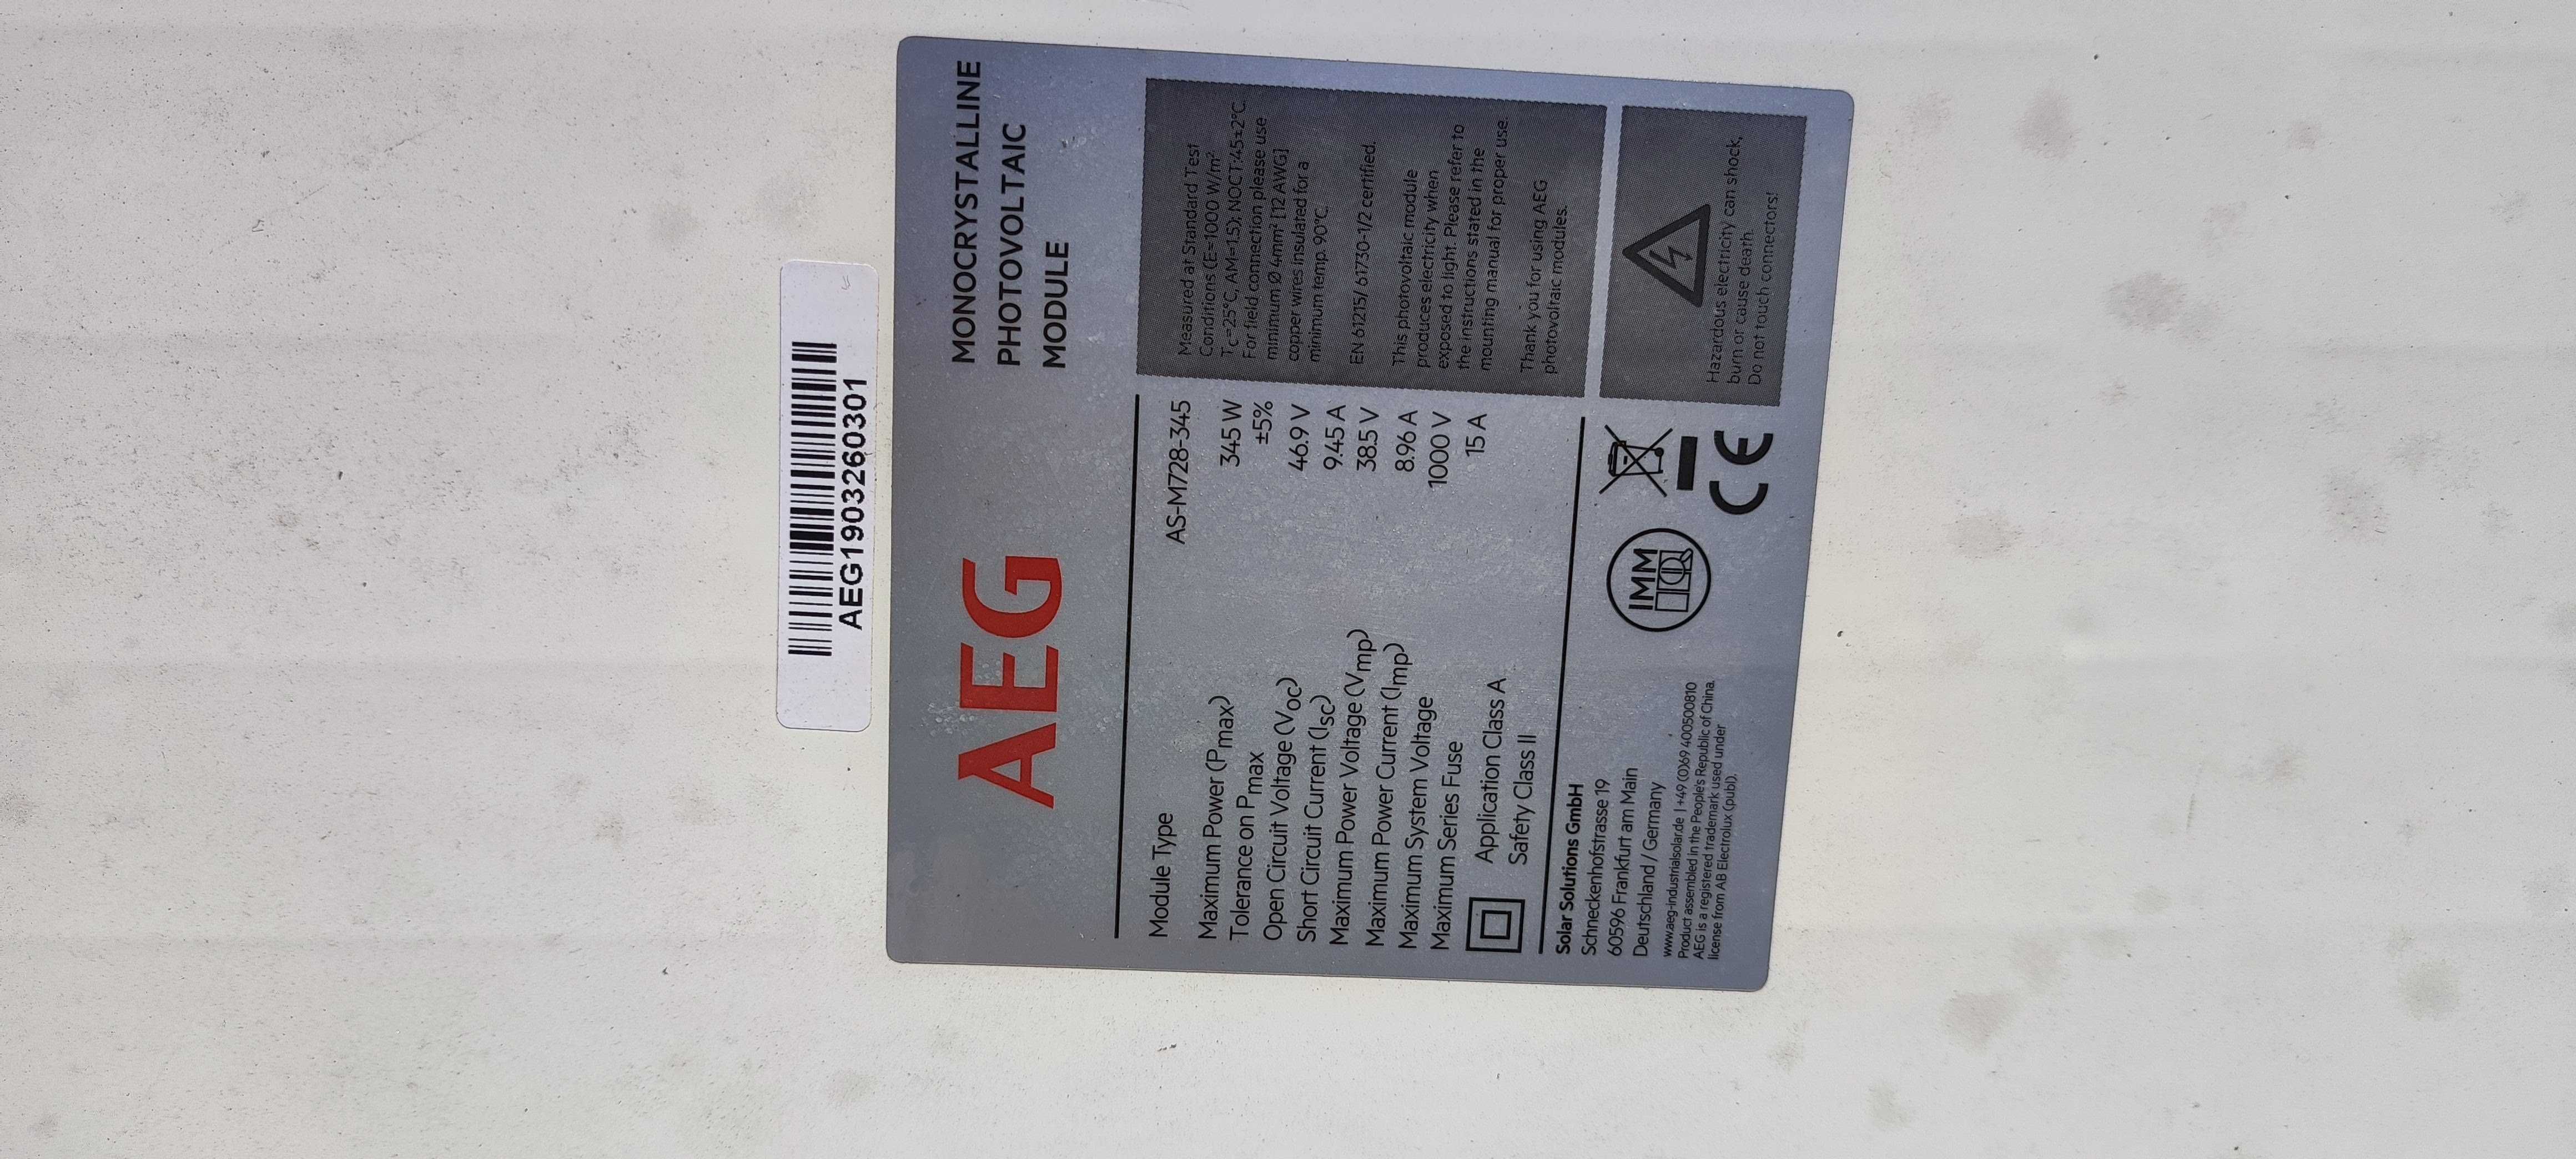 AEG1903260301
AEG
MONOCRYSTALLINE
PHOTOVOLTAIC
MODULE
Module Type AS-M728-345
Maximum Power (Pmax) 345 W
Tolerance on Pmax ±5%
Open Circuit Voltage (Voc) 46.9 V
Short Circuit Current (Isc) 9.45 A
Maximum Power Voltage (Vmp) 38.5 V
Maximum Power Current (Imp) 8.96 A
Maximum System Voltage 1000 V
Maximum Series Fuse 15 A
Application Class A
Safety Class II
Measured at Standard Test
Conditions (E=1000 W/m²
Tc=25°C, AM=1.5); NOCT:45±2°C.
For field connection please use
minimum Ø 4mm² [12 AWG]
copper wires insulated for a
minimum temp. 90°C.
EN 61215/ 61730-1/2 certified.
This photovoltaic module
produces electricity when
exposed to light. Please refer to
the instructions stated in the
mounting manual for proper use.
Thank you for using AEG
photovoltaic modules.
Solar Solutions GmbH
Schneckenhofstrasse 19
60596 Frankfurt am Main
Deutschland / Germany
www.aeg-industrialsolar.de | +49 (0)69 400500810
Product assembled in the People's Republic of China.
AEG is a registered trademark used under
license from AB Electrolux (publ).
IMM
CE
Hazardous electricity can shock,
burn or cause death.
Do not touch connectors!